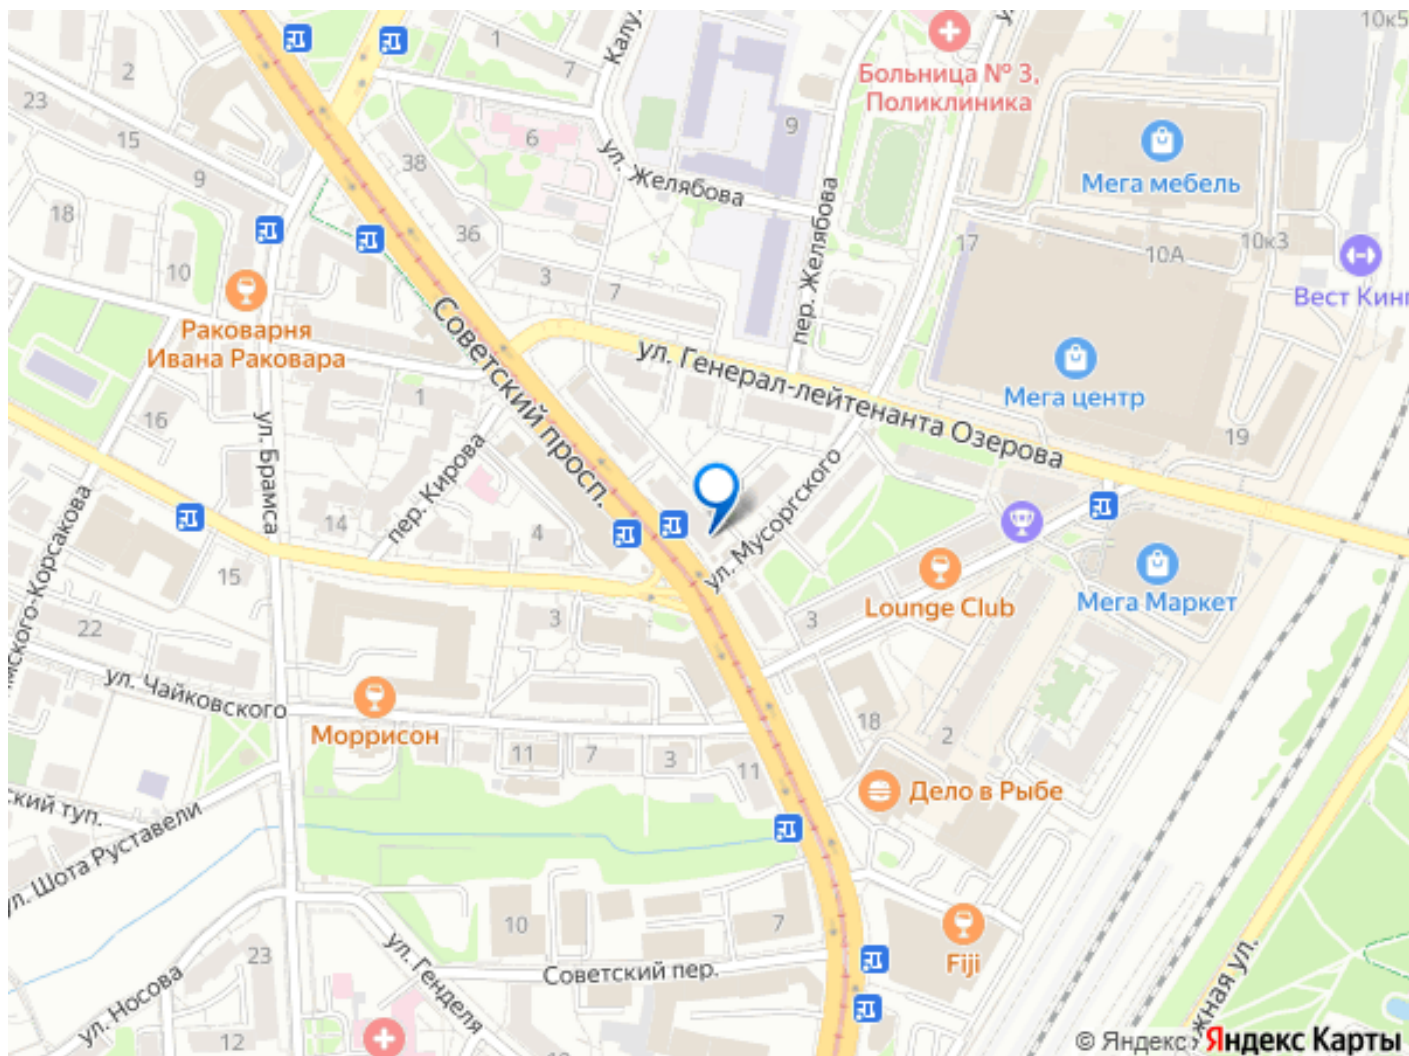 10к5
Калу
1
7
2
Больница № 3,
Поликлиника
23
15
6
9
38
ул. Желябова
Мега мебель
9
18
пер. Желябова
36
17
10А
10к3
10
3
7
Вест Кинг
Раковарня
Ивана Раковара
Советский просп.
ул. Генерал-лейтенанта Озерова
Мега центр
1
16
ул. Брамса
пер. Кирова
19
ул. Мусоргского
14
4
15
Lounge Club
Мега Маркет
3
3
22
мского-Корсакова
ул. Чайковского
Моррисон
18
2
11
7
3
11
Дело в Рыбе
ский туп.
ул. Шота Руставели
10
7
23
Fiji
ул. Генделя
Советский пер.
ул. Носова
12
жная ул.
© Яндекс
Яндекс Карты